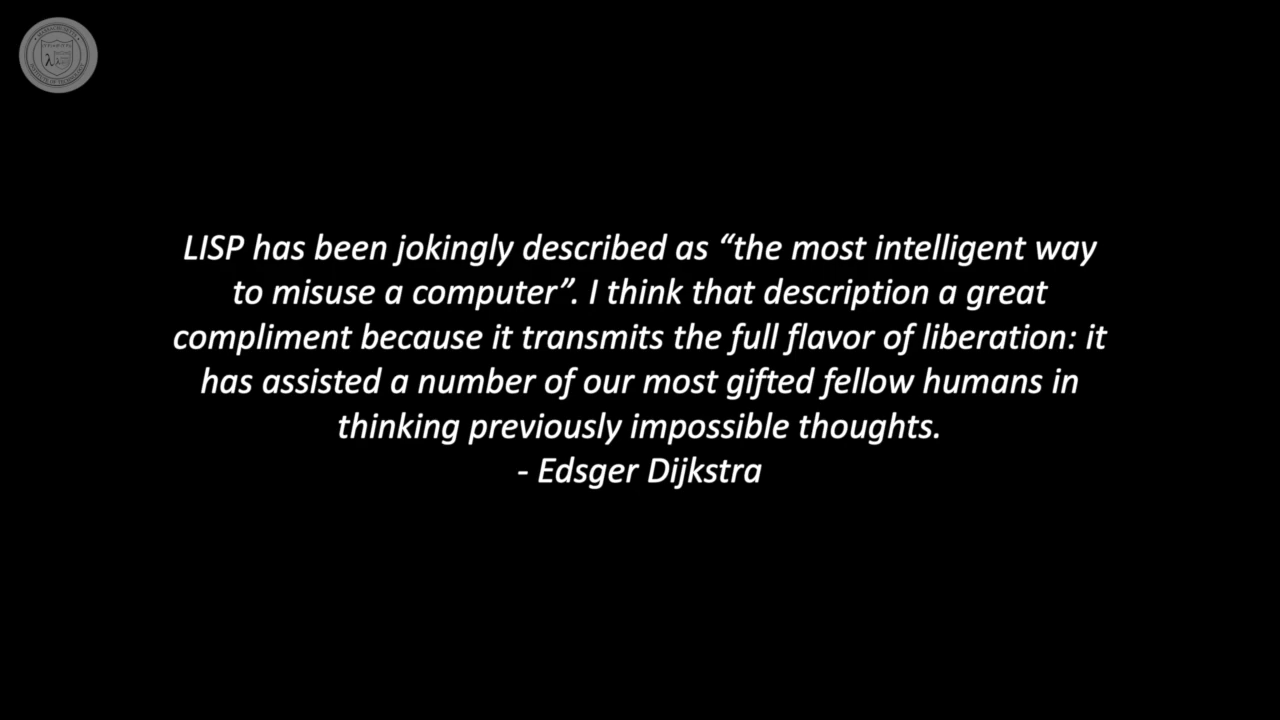 LISP has been jokingly described as “the most intelligent way
to misuse a computer”. I think that description a great
compliment because it transmits the full flavor of liberation: it
has assisted a number of our most gifted fellow humans in
thinking previously impossible thoughts.
- Edsger Dijkstra